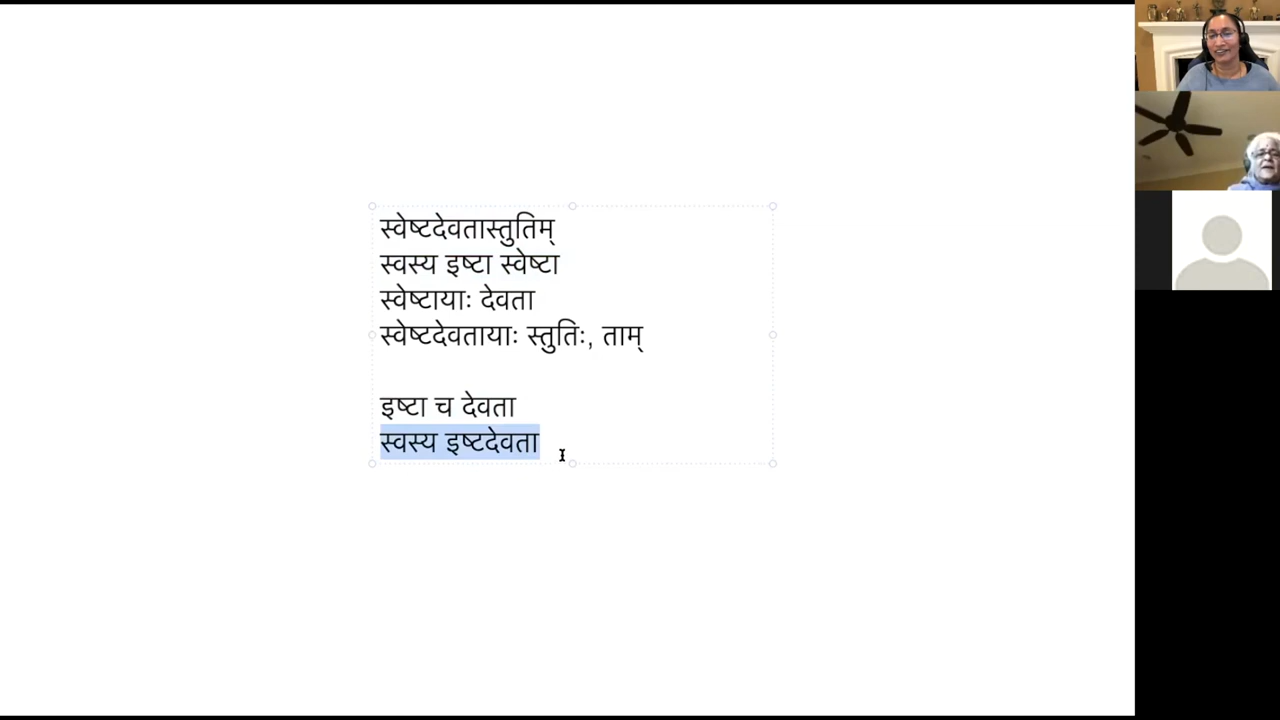 स्वेष्टदेवतास्तुतिम्
स्वस्य इष्टा स्वेष्टा
स्वेष्टायाः देवता
स्वेष्टदेवतायाः स्तुतिः, ताम्
इष्टा च देवता
स्वस्य इष्टदेवता